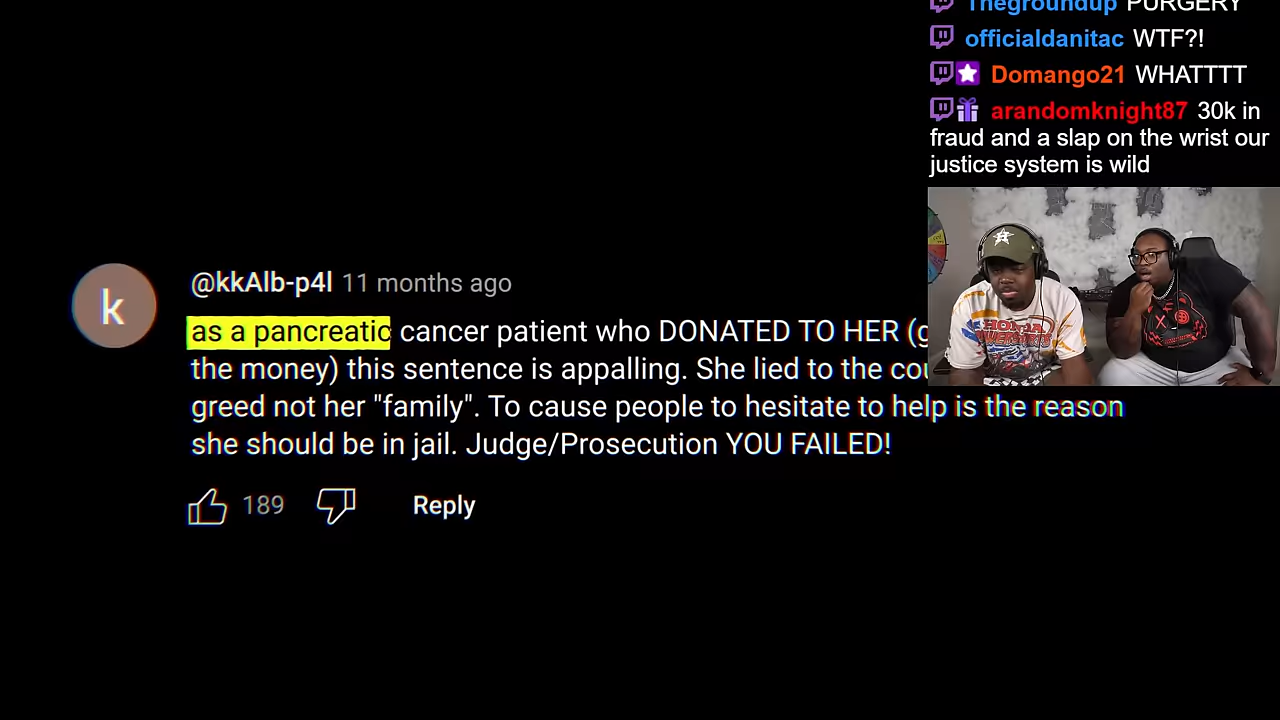 Thegroundup PURGERY
officialdanitac WTF?!
Domango21 WHATTTT
arandomknight87 30k in
fraud and a slap on the wrist our
justice system is wild
@kkAlb-p4l 11 months ago
k
as a pancreatic cancer patient who DONATED TO HER (
the money) this sentence is appalling. She lied to the
greed not her "family". To cause people to hesitate to help is the reason
she should be in jail. Judge/Prosecution YOU FAILED!
189
Reply
HONDA